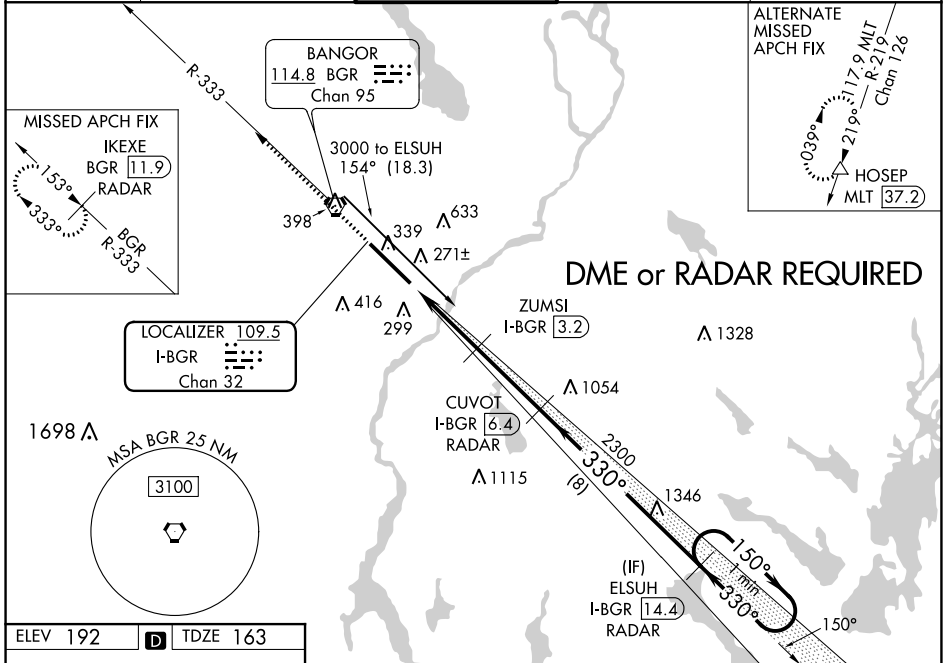 BANGOR
114.8 BGR
Chan 95
R-333
MISSED APCH FIX
IKEXE
BGR 11.9
RADAR
153°
333°
BGR
R-333
3000 to ELSUH
154° (18.3)
398
339
633
271±
416
299
ALTERNATE
MISSED
APCH FIX
117.9 MLT
R-219
Chan 126
039°
219°
HOSEP
MLT 37.2
DME or RADAR REQUIRED
LOCALIZER 109.5
I-BGR
Chan 32
ZUMSI
I-BGR 3.2
1328
1054
CUVOT
I-BGR 6.4
RADAR
1115
2300
330°
(8)
1346
1698
MSA BGR 25 NM
3100
150°
1 min
330°
(IF)
ELSUH
I-BGR 14.4
RADAR
150°
ELEV 192 D TDZE 163